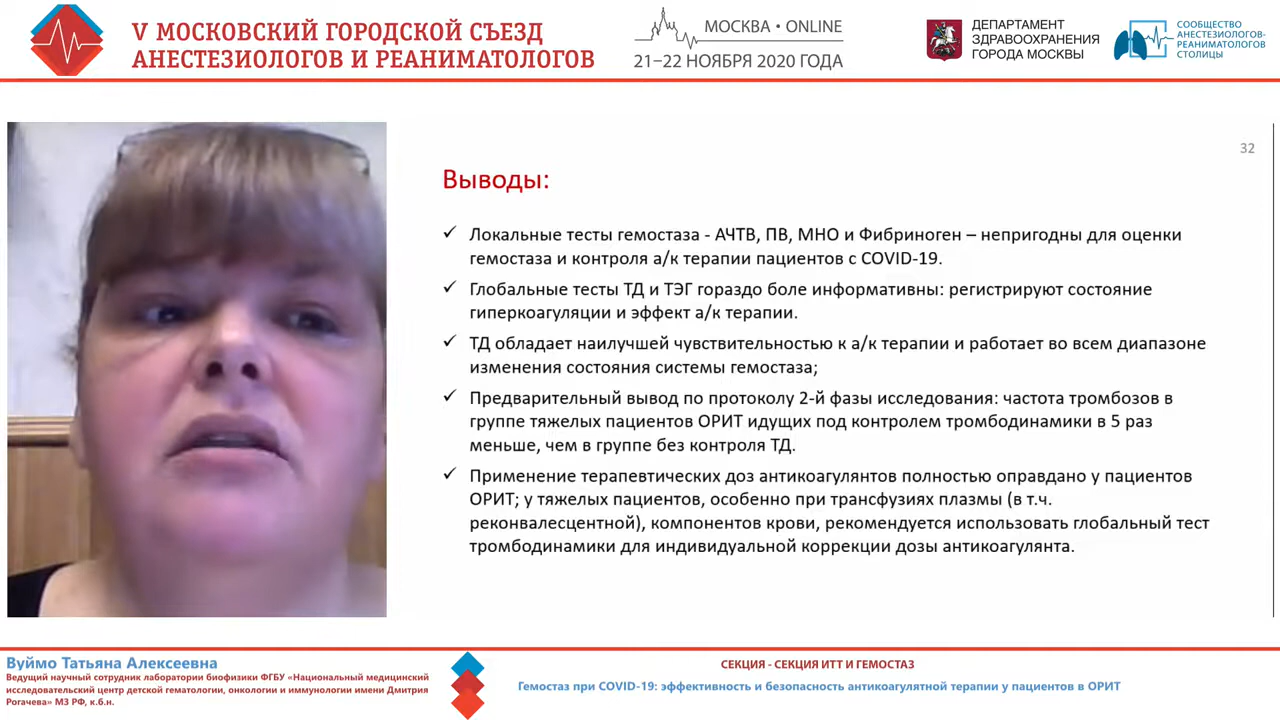 V МОСКОВСКИЙ ГОРОДСКОЙ СЪЕЗД
АНЕСТЕЗИОЛОГОВ И РЕАНИМАТОЛОГОВ
МОСКВА • ONLINE
21–22 НОЯБРЯ 2020 ГОДА
ДЕПАРТАМЕНТ
ЗДРАВООХРАНЕНИЯ
ГОРОДА МОСКВЫ
СООБЩЕСТВО
АНЕСТЕЗИОЛОГОВ-
РЕАНИМАТОЛОГОВ
СТОЛИЦЫ
32
Выводы:
✓ Локальные тесты гемостаза - АЧТВ, ПВ, МНО и Фибриноген – непригодны для оценки
гемостаза и контроля а/к терапии пациентов с COVID-19.
✓ Глобальные тесты ТД и ТЭГ гораздо боле информативны: регистрируют состояние
гиперкоагуляции и эффект а/к терапии.
✓ ТД обладает наилучшей чувствительностью к а/к терапии и работает во всем диапазоне
изменения состояния системы гемостаза;
✓ Предварительный вывод по протоколу 2-й фазы исследования: частота тромбозов в
группе тяжелых пациентов ОРИТ идущих под контролем тромбодинамики в 5 раз
меньше, чем в группе без контроля ТД.
✓ Применение терапевтических доз антикоагулянтов полностью оправдано у пациентов
ОРИТ; у тяжелых пациентов, особенно при трансфузиях плазмы (в т.ч.
реконвалесцентной), компонентов крови, рекомендуется использовать глобальный тест
тромбодинамики для индивидуальной коррекции дозы антикоагулянта.
Вуймо Татьяна Алексеевна
Ведущий научный сотрудник лаборатории биофизики ФГБУ «Национальный медицинский
исследовательский центр детской гематологии, онкологии и иммунологии имени Дмитрия
Рогачева» МЗ РФ, к.б.н.
СЕКЦИЯ - СЕКЦИЯ ИТТ И ГЕМОСТАЗ
Гемостаз при COVID-19: эффективность и безопасность антикоагулятной терапии у пациентов в ОРИТ